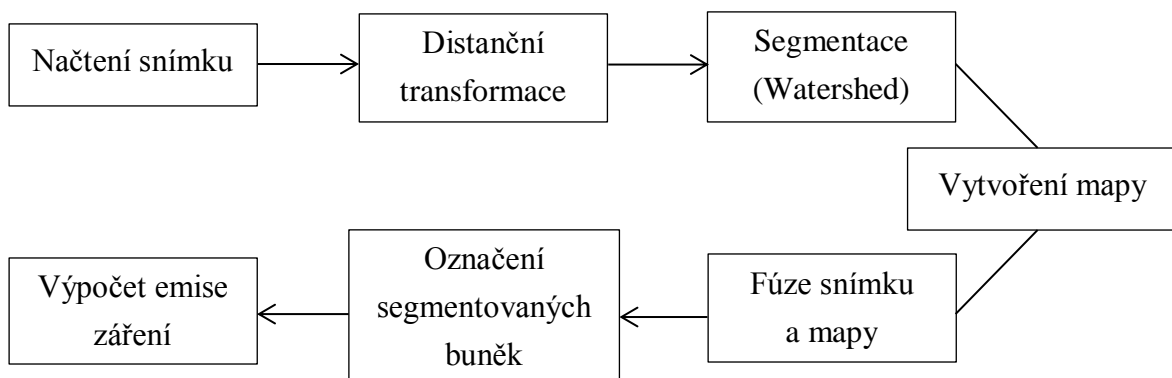 Načtení snímku
Distanční
transformace
Segmentace
(Watershed)
Vytvoření mapy
Fúze snímku
a mapy
Označení
segmentovaných
buněk
Výpočet emise
záření